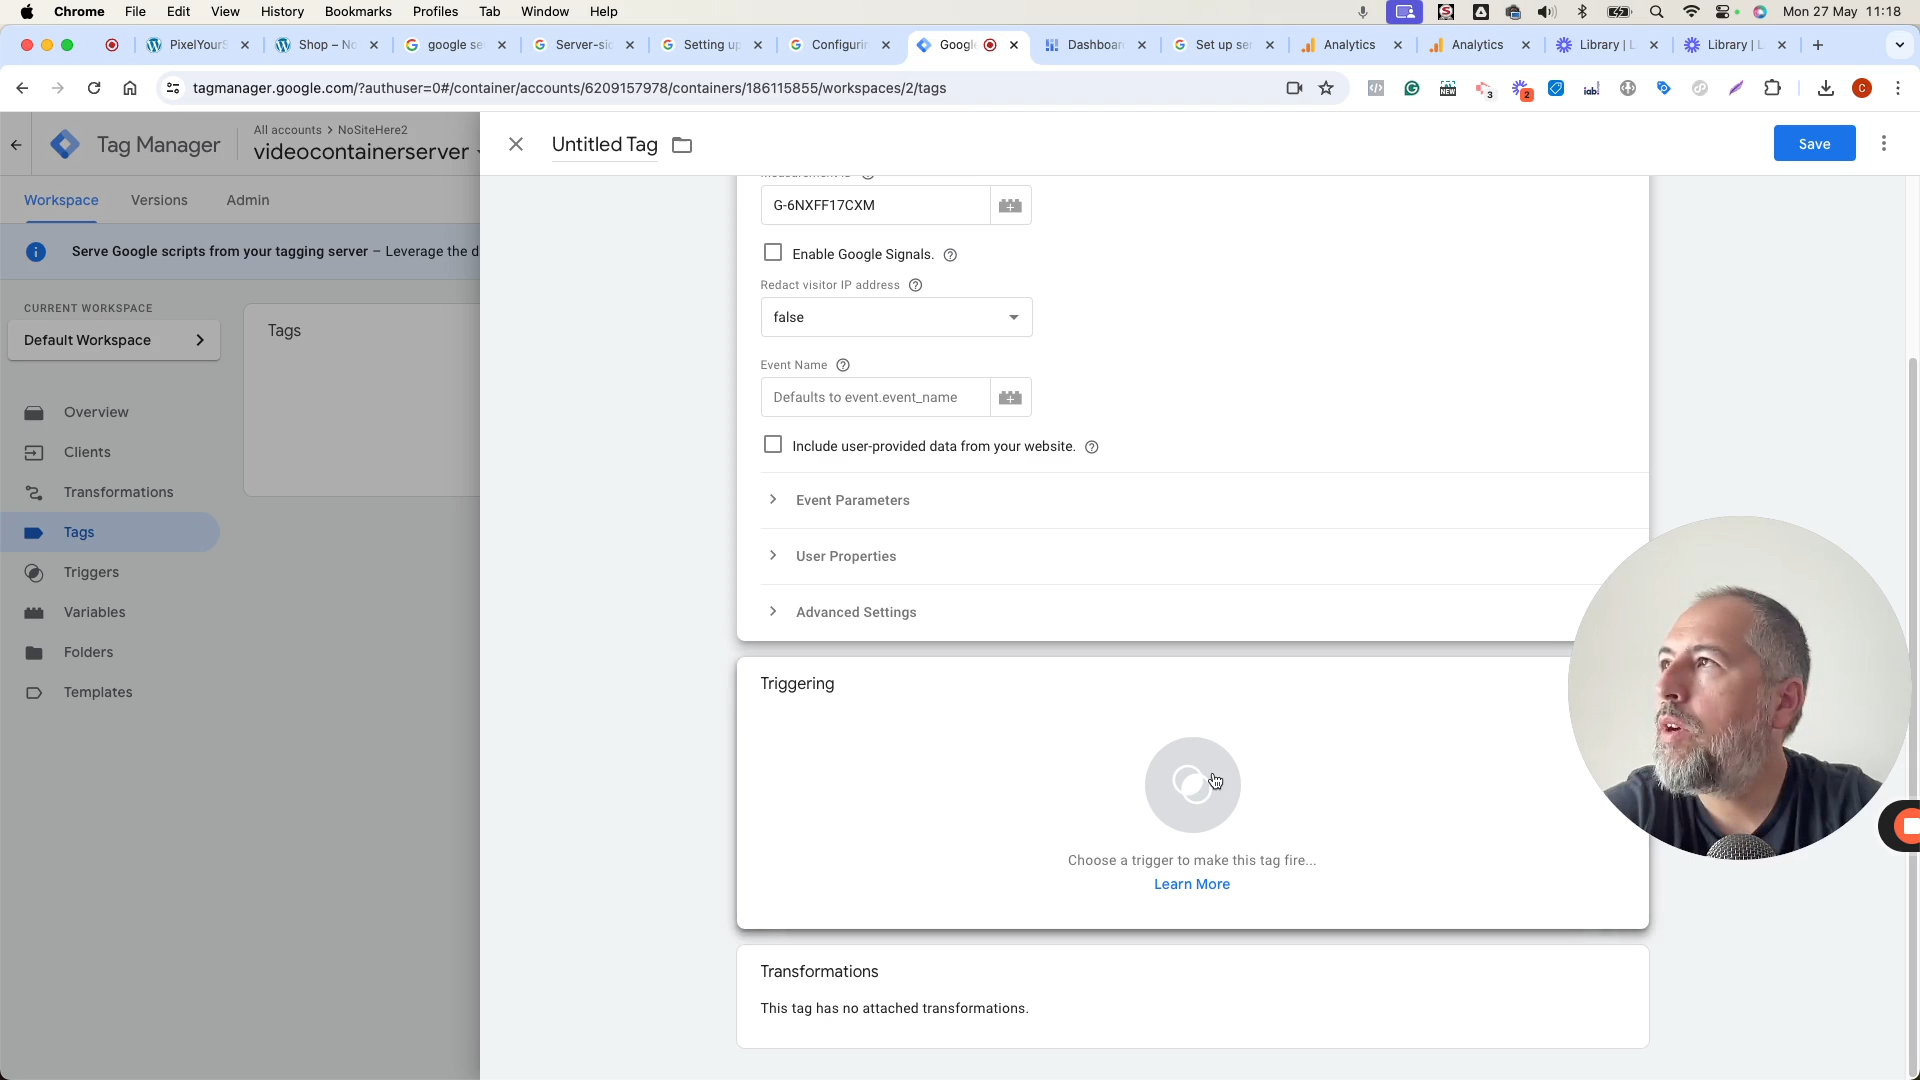 Chrome File Edit View History Bookmarks Profiles Tab Window Help Mon 27 May 11:18
PixelYourS Shop – No google se Server-sid Setting up Configurin Googl Dashboar Set up ser Analytics Analytics Library | L Library | L
tagmanager.google.com/?authuser=0#/container/accounts/6209157978/containers/186115855/workspaces/2/tags
NEW 3 2 iab! C
Tag Manager
All accounts > NoSiteHere2
videocontainerserver
Untitled Tag
Save
Workspace Versions Admin
Serve Google scripts from your tagging server – Leverage the d
CURRENT WORKSPACE
Default Workspace
Overview
Clients
Transformations
Tags
Triggers
Variables
Folders
Templates
Tags
G-6NXFF17CXM
Enable Google Signals.
Redact visitor IP address
false
Event Name
Defaults to event.event_name
Include user-provided data from your website.
Event Parameters
User Properties
Advanced Settings
Triggering
Choose a trigger to make this tag fire...
Learn More
Transformations
This tag has no attached transformations.